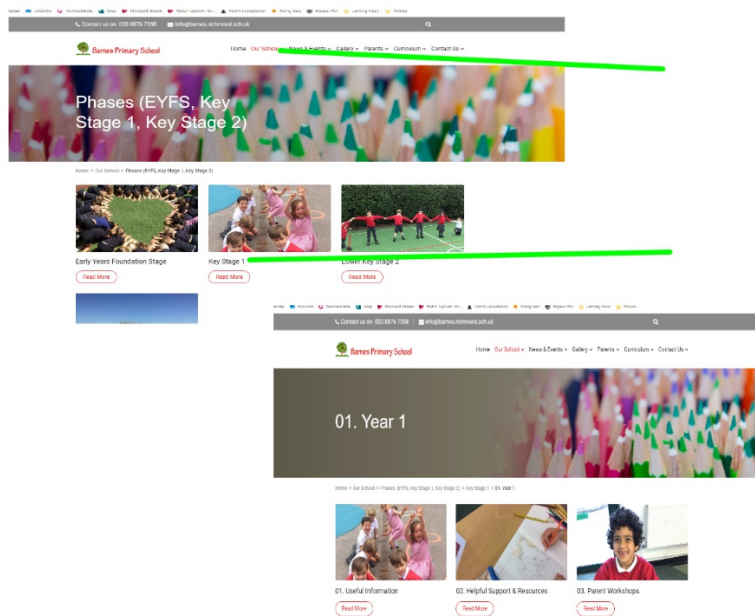 Contact us on 020 8876 7358 info@barnes.richmond.sch.uk
Barnes Primary School
Home Our School News & Events Gallery Parents Curriculum Contact Us
Phases (EYFS, Key
Stage 1, Key Stage 2)
Home > Our School > Phases (EYFS, Key Stage 1, Key Stage 2)
Early Years Foundation Stage Key Stage 1 Lower Key Stage 2
Read More Read More Read More
Contact us on 020 8876 7358 info@barnes.richmond.sch.uk
Barnes Primary School
Home Our School News & Events Gallery Parents Curriculum Contact Us
01. Year 1
Home > Our School > Phases (EYFS, Key Stage 1, Key Stage 2) > Key Stage 1 > 01. Year 1
01. Useful Information 02. Helpful Support & Resources 03. Parent Workshops
Read More Read More Read More